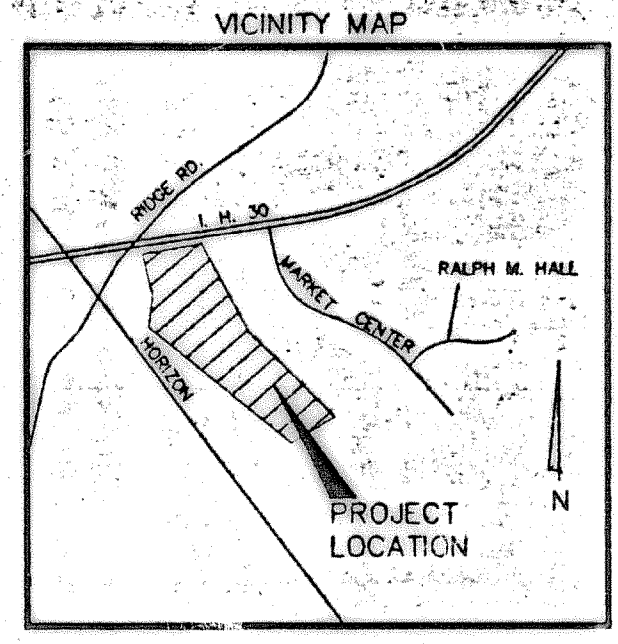 VICINITY MAP
RIDGE RD.
I. H. 30
MARKET CENTER
RALPH M. HALL
HORIZON
N
PROJECT
LOCATION